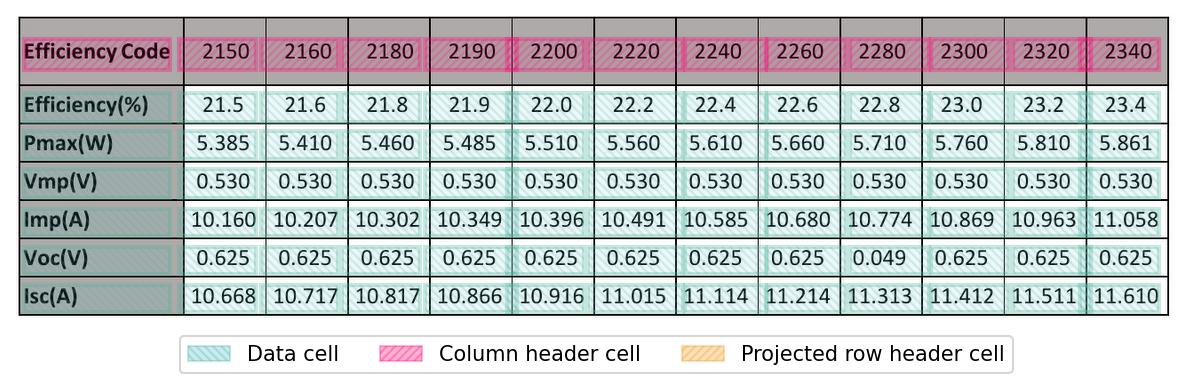 Efficiency Code 2150 2160 2180 2190 2200 2220 2240 2260 2280 2300 2320 2340
Efficiency(%) 21.5 21.6 21.8 21.9 22.0 22.2 22.4 22.6 22.8 23.0 23.2 23.4
Pmax(W) 5.385 5.410 5.460 5.485 5.510 5.560 5.610 5.660 5.710 5.760 5.810 5.861
Vmp(V) 0.530 0.530 0.530 0.530 0.530 0.530 0.530 0.530 0.530 0.530 0.530 0.530
Imp(A) 10.160 10.207 10.302 10.349 10.396 10.491 10.585 10.680 10.774 10.869 10.963 11.058
Voc(V) 0.625 0.625 0.625 0.625 0.625 0.625 0.625 0.625 0.049 0.625 0.625 0.625
Isc(A) 10.668 10.717 10.817 10.866 10.916 11.015 11.114 11.214 11.313 11.412 11.511 11.610
Data cell Column header cell Projected row header cell